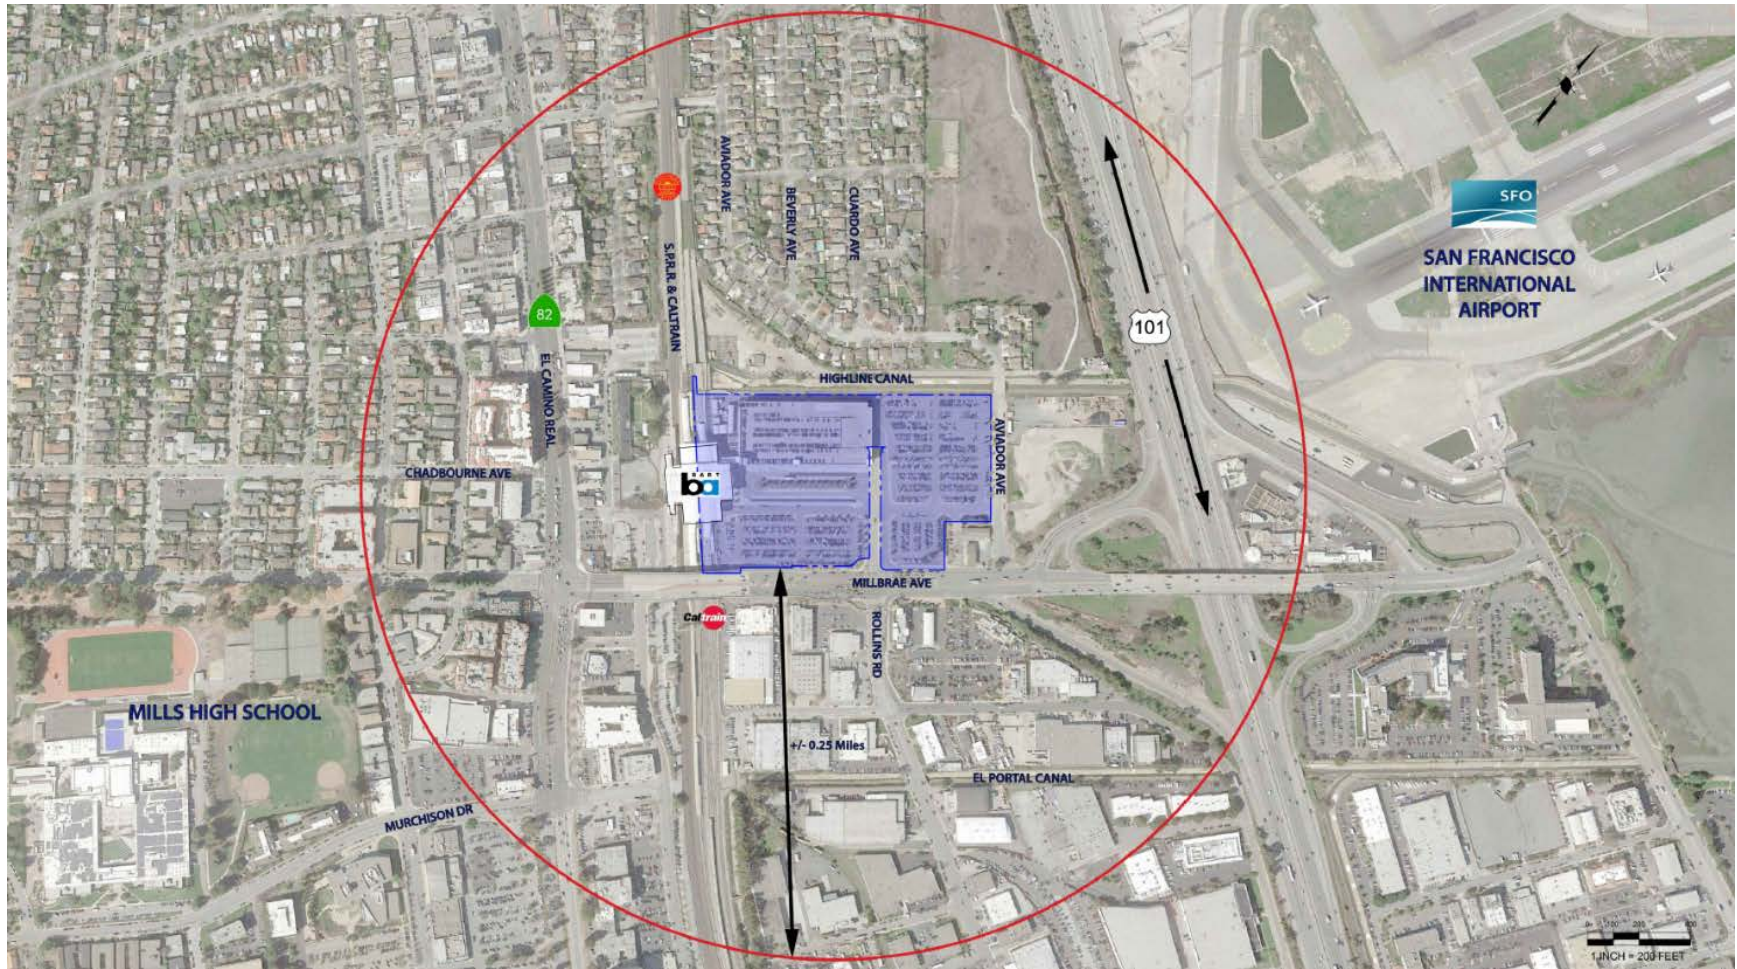 AVIADOR AVE
BEVERLY AVE
CUARDO AVE
S.P.R.R. & CALTRAIN
SFO
SAN FRANCISCO
INTERNATIONAL
AIRPORT
82
101
EL CAMINO REAL
HIGHLINE CANAL
AVIADOR AVE
CHADBOURNE AVE
BART
ba
MILLBRAE AVE
Caltrain
ROLLINS RD
MILLS HIGH SCHOOL
+/- 0.25 Miles
EL PORTAL CANAL
MURCHISON DR
1 INCH = 200 FEET